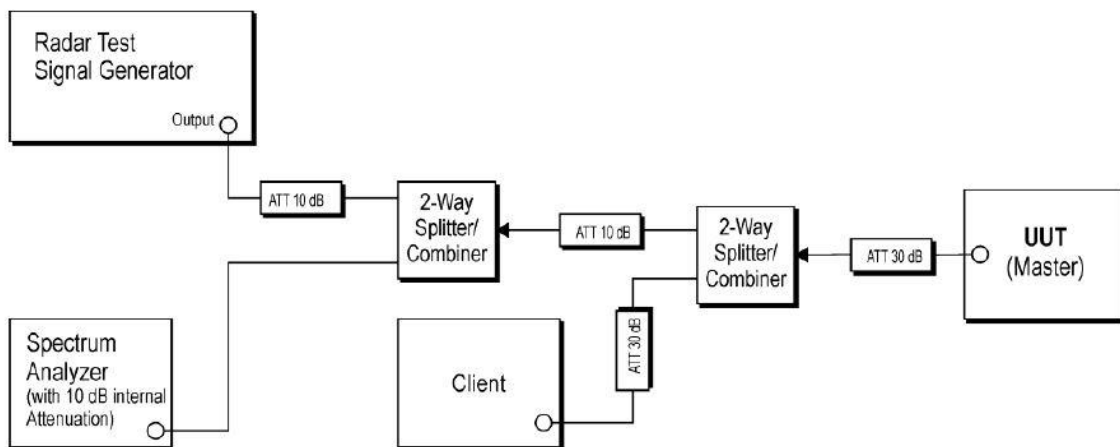 Radar Test
Signal Generator
Output
ATT 10 dB
2-Way
Splitter/
Combiner
ATT 10 dB
2-Way
Splitter/
Combiner
ATT 30 dB
UUT
(Master)
Spectrum
Analyzer
(with 10 dB internal
Attenuation)
Client
ATT 30 dB